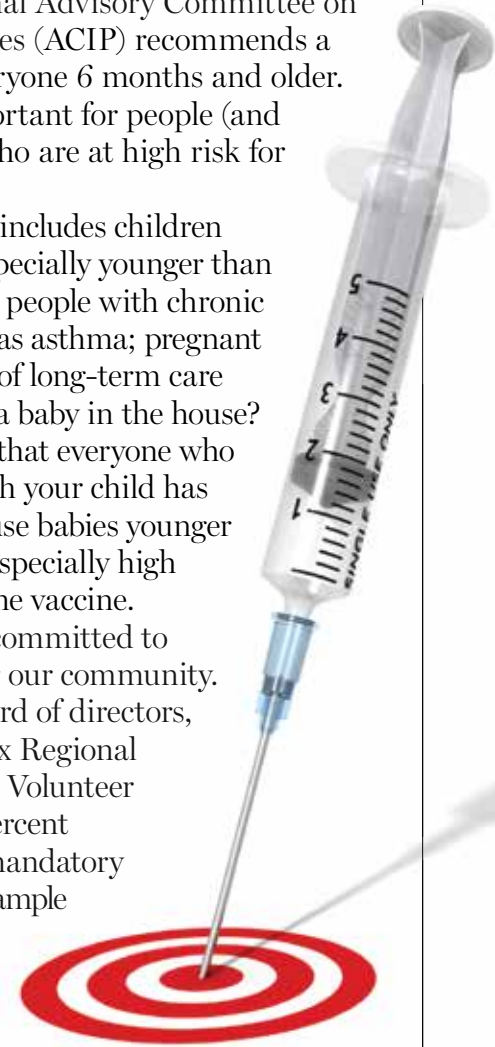 nal Advisory Committee on
es (ACIP) recommends a
ryone 6 months and older.
ortant for people (and
ho are at high risk for
includes children
pecially younger than
people with chronic
as asthma; pregnant
of long-term care
a baby in the house?
that everyone who
h your child has
use babies younger
specially high
he vaccine.
committed to
r our community.
rd of directors,
x Regional
Volunteer
ercent
mandatory
ample
5
4
3
2
1
SINGLE USE ONLY